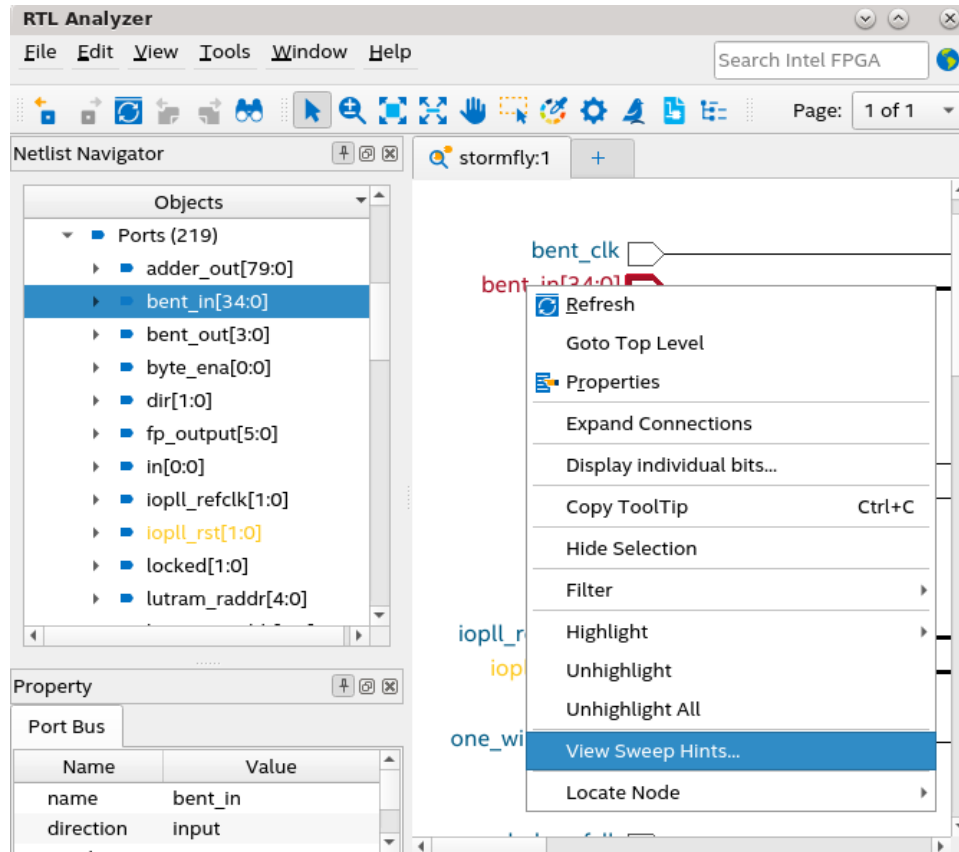 RTL Analyzer
File Edit View Tools Window Help
Search Intel FPGA
Page: 1 of 1
Netlist Navigator
stormfly:1 +
Objects
Ports (219)
adder_out[79:0]
bent_in[34:0]
bent_out[3:0]
byte_ena[0:0]
dir[1:0]
fp_output[5:0]
in[0:0]
iopll_refclk[1:0]
iopll_rst[1:0]
locked[1:0]
lutram_raddr[4:0]
Property
Port Bus
Name Value
name bent_in
direction input
bent_clk
bent_in[34:0]
Refresh
Goto Top Level
Properties
Expand Connections
Display individual bits...
Copy ToolTip Ctrl+C
Hide Selection
Filter
Highlight
Unhighlight
Unhighlight All
View Sweep Hints...
Locate Node
iopll_r
iopl
one_wi